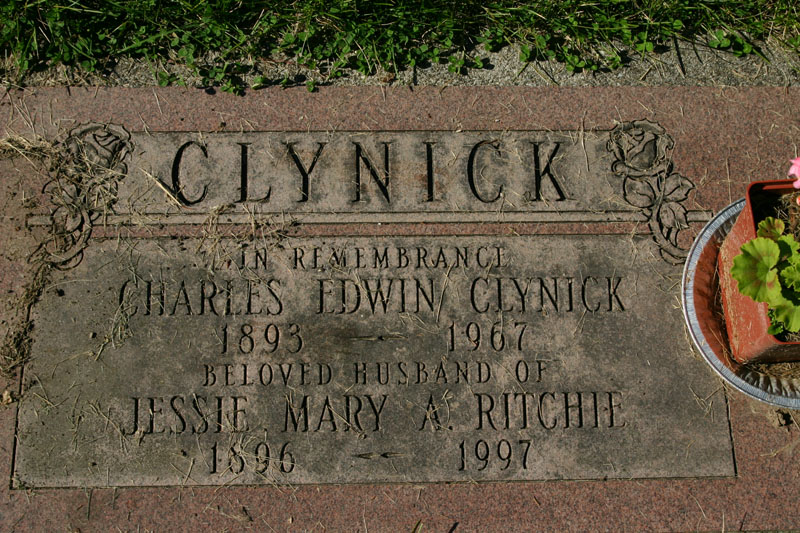 CLYNICK
IN REMEMBRANCE
CHARLES EDWIN CLYNICK
1893 – 1967
BELOVED HUSBAND OF
JESSIE MARY A. RITCHIE
1896 – 1997